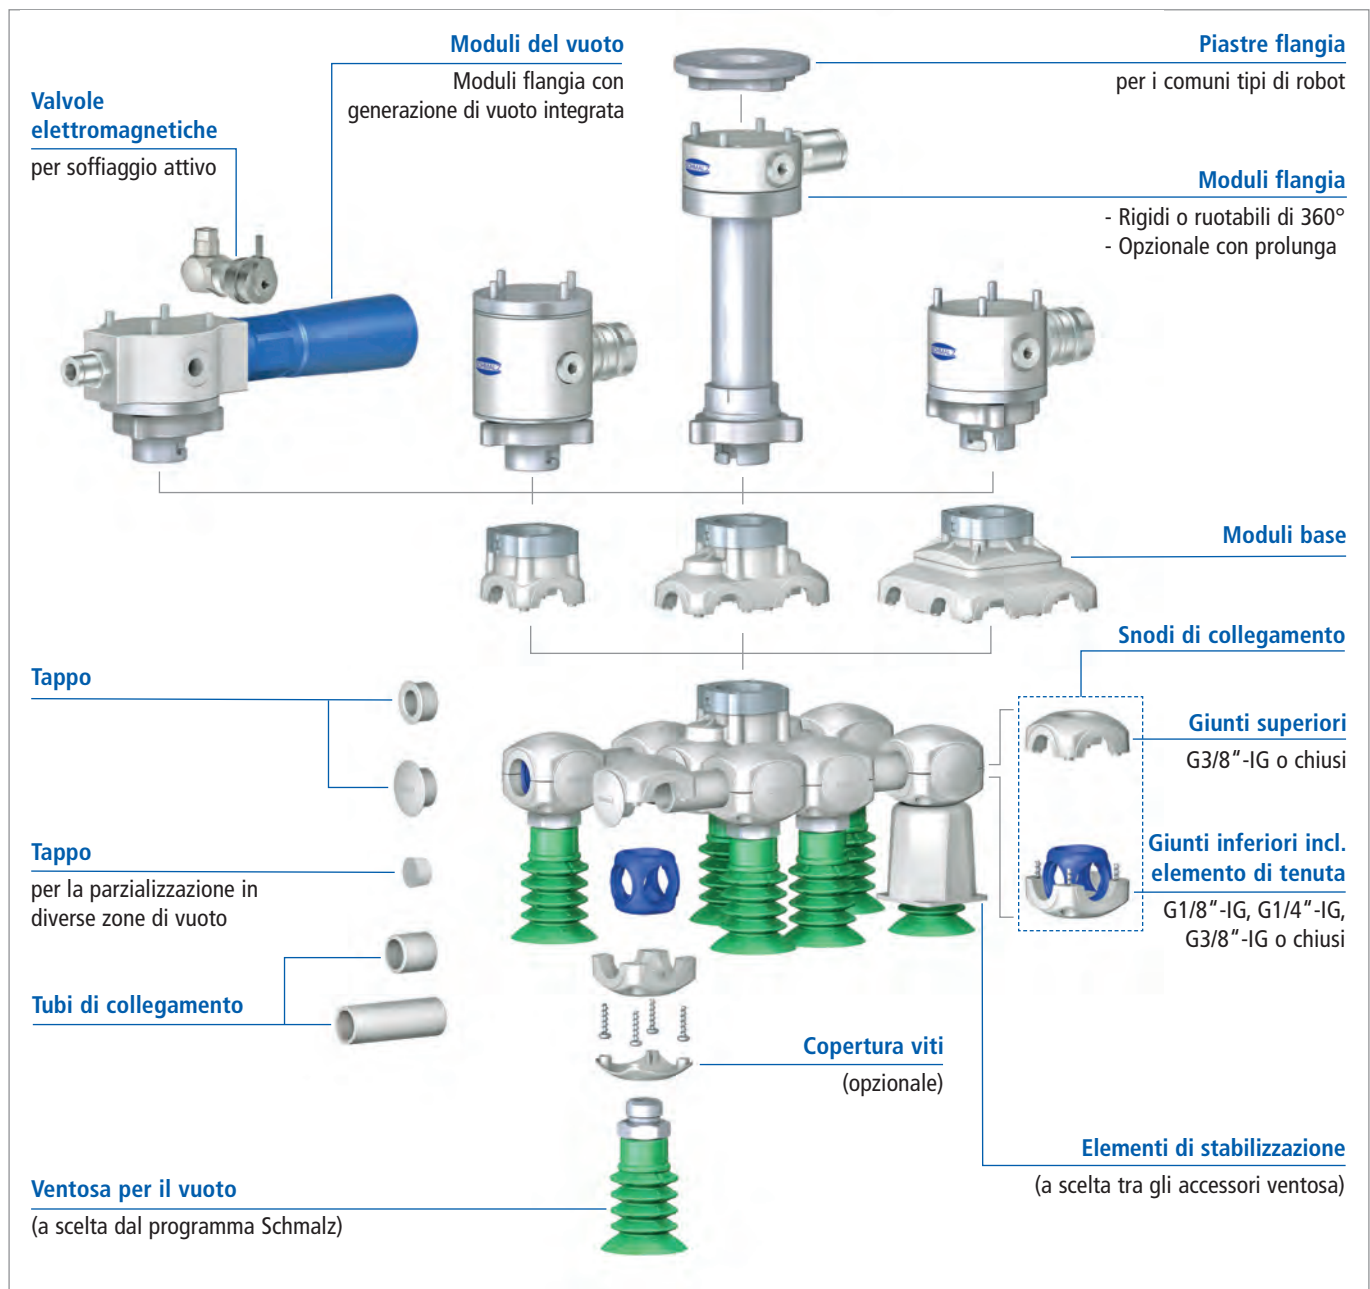 Moduli del vuoto
Moduli flangia con
generazione di vuoto integrata
Piastre flangia
per i comuni tipi di robot
Valvole
elettromagnetiche
per soffiaggio attivo
Moduli flangia
- Rigidi o ruotabili di 360°
- Opzionale con prolunga
SCHMALZ
SCHMALZ
SCHMALZ
Moduli base
Snodi di collegamento
Tappo
Giunti superiori
G3/8“-IG o chiusi
Tappo
per la parzializzazione in
diverse zone di vuoto
Giunti inferiori incl.
elemento di tenuta
G1/8“-IG, G1/4“-IG,
G3/8“-IG o chiusi
Tubi di collegamento
Copertura viti
(opzionale)
Elementi di stabilizzazione
(a scelta tra gli accessori ventosa)
Ventosa per il vuoto
(a scelta dal programma Schmalz)